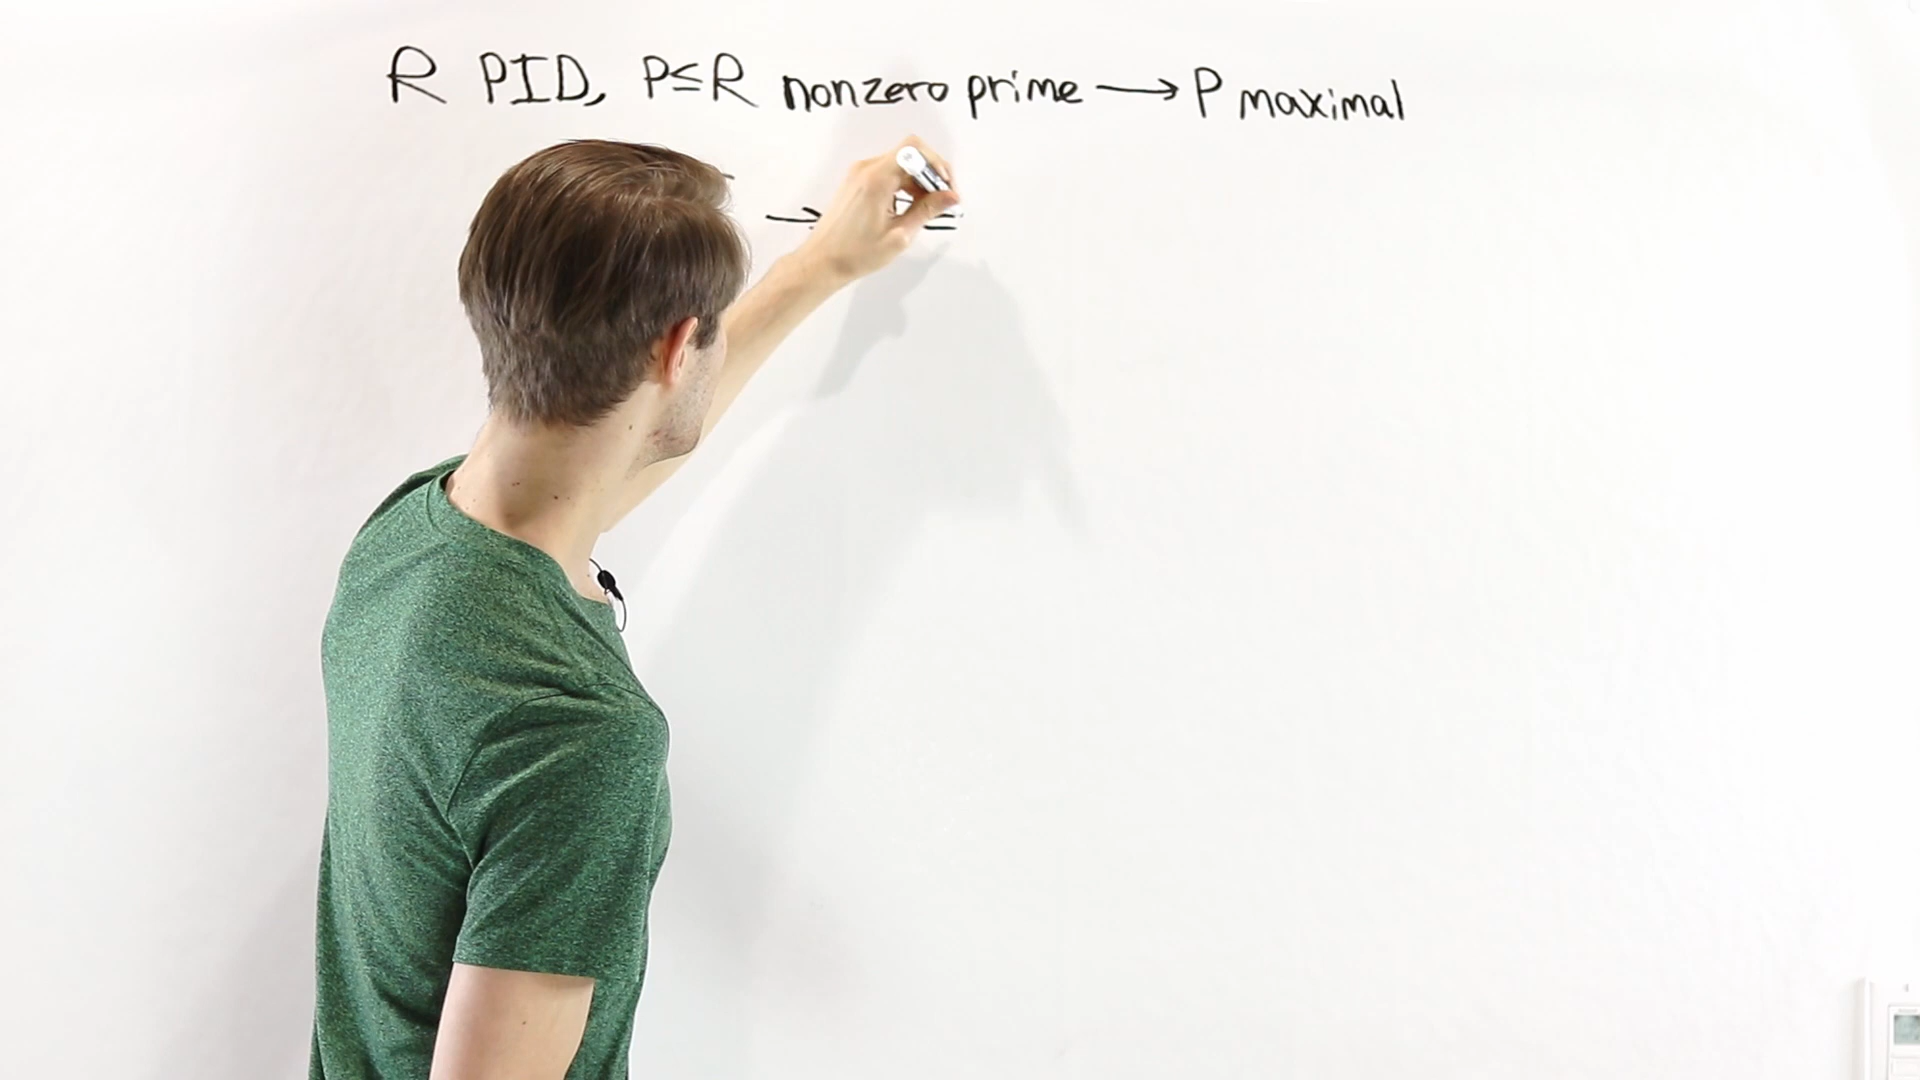 R PID, P≤R nonzero prime → P maximal
→ =